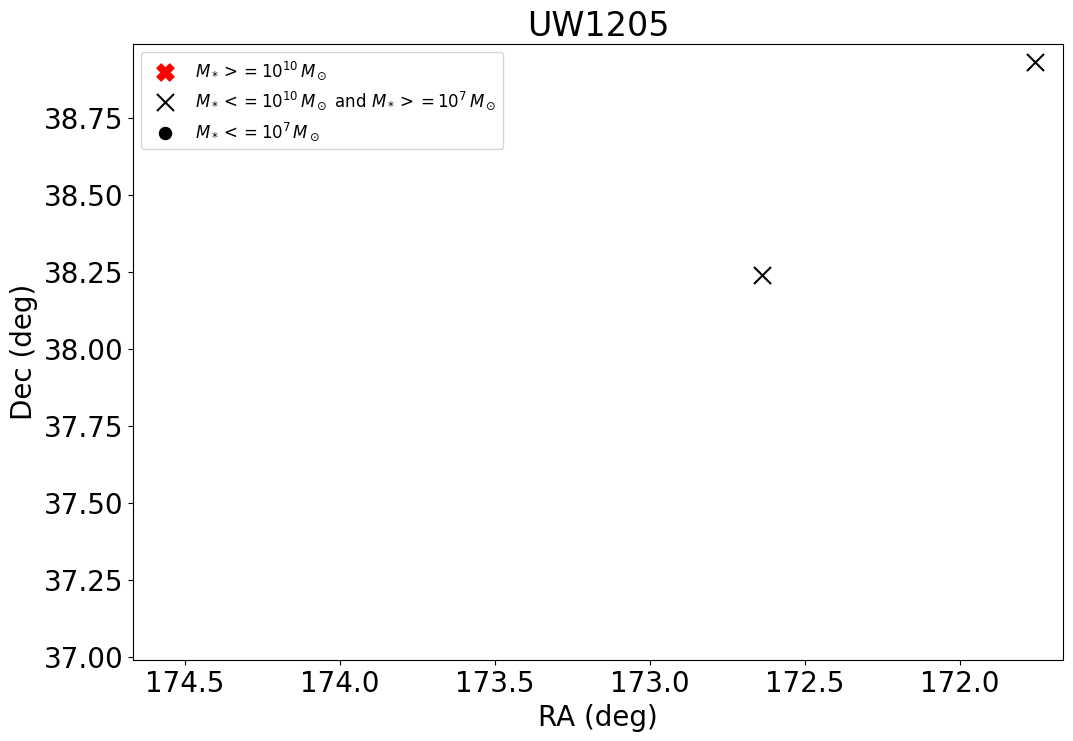 UW1205
M* >= 10^10 M⊙
M* <= 10^10 M⊙ and M* >= 10^7 M⊙
M* <= 10^7 M⊙
38.75
38.50
38.25
38.00
37.75
37.50
37.25
37.00
Dec (deg)
174.5 174.0 173.5 173.0 172.5 172.0
RA (deg)